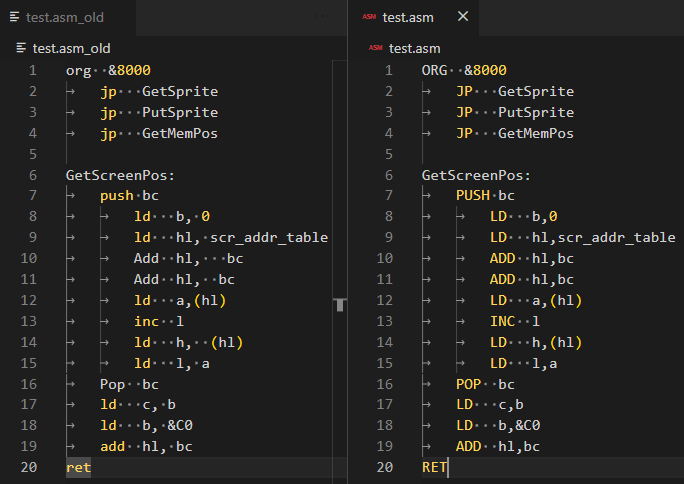 test.asm_old
test.asm_old
1 org &8000
2 jp GetSprite
3 jp PutSprite
4 jp GetMemPos
5
6 GetScreenPos:
7 push bc
8 ld b, 0
9 ld hl, scr_addr_table
10 Add hl, bc
11 Add hl, bc
12 ld a,(hl)
13 inc l
14 ld h, (hl)
15 ld l, a
16 Pop bc
17 ld c, b
18 ld b, &C0
19 add hl, bc
20 ret
ASM test.asm
ASM test.asm
1 ORG &8000
2 JP GetSprite
3 JP PutSprite
4 JP GetMemPos
5
6 GetScreenPos:
7 PUSH bc
8 LD b,0
9 LD hl,scr_addr_table
10 ADD hl,bc
11 ADD hl,bc
12 LD a,(hl)
13 INC l
14 LD h,(hl)
15 LD l,a
16 POP bc
17 LD c,b
18 LD b,&C0
19 ADD hl,bc
20 RET